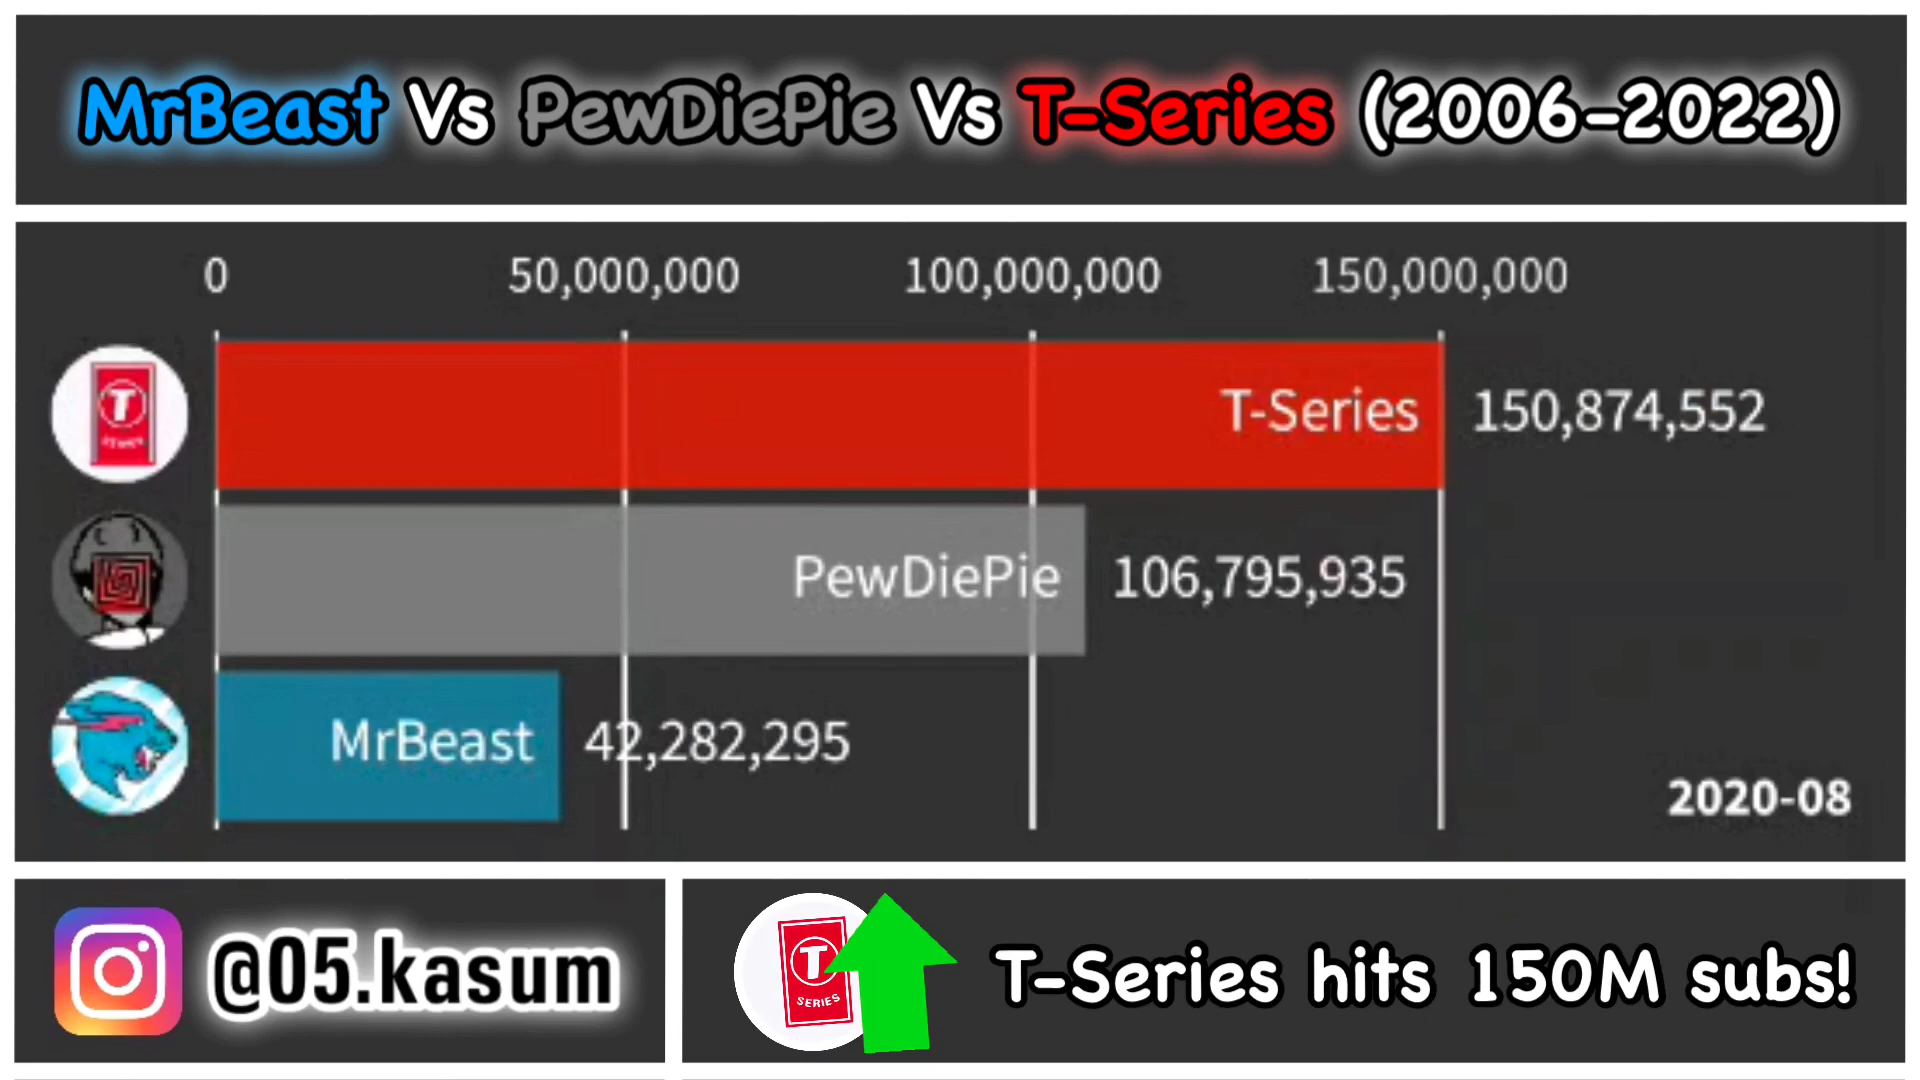 MrBeast Vs PewDiePie Vs T-Series (2006-2022)
0 50,000,000 100,000,000 150,000,000
T-Series 150,874,552
PewDiePie 106,795,935
MrBeast 42,282,295
2020-08
@05.kasum
T SERIES
T-Series hits 150M subs!